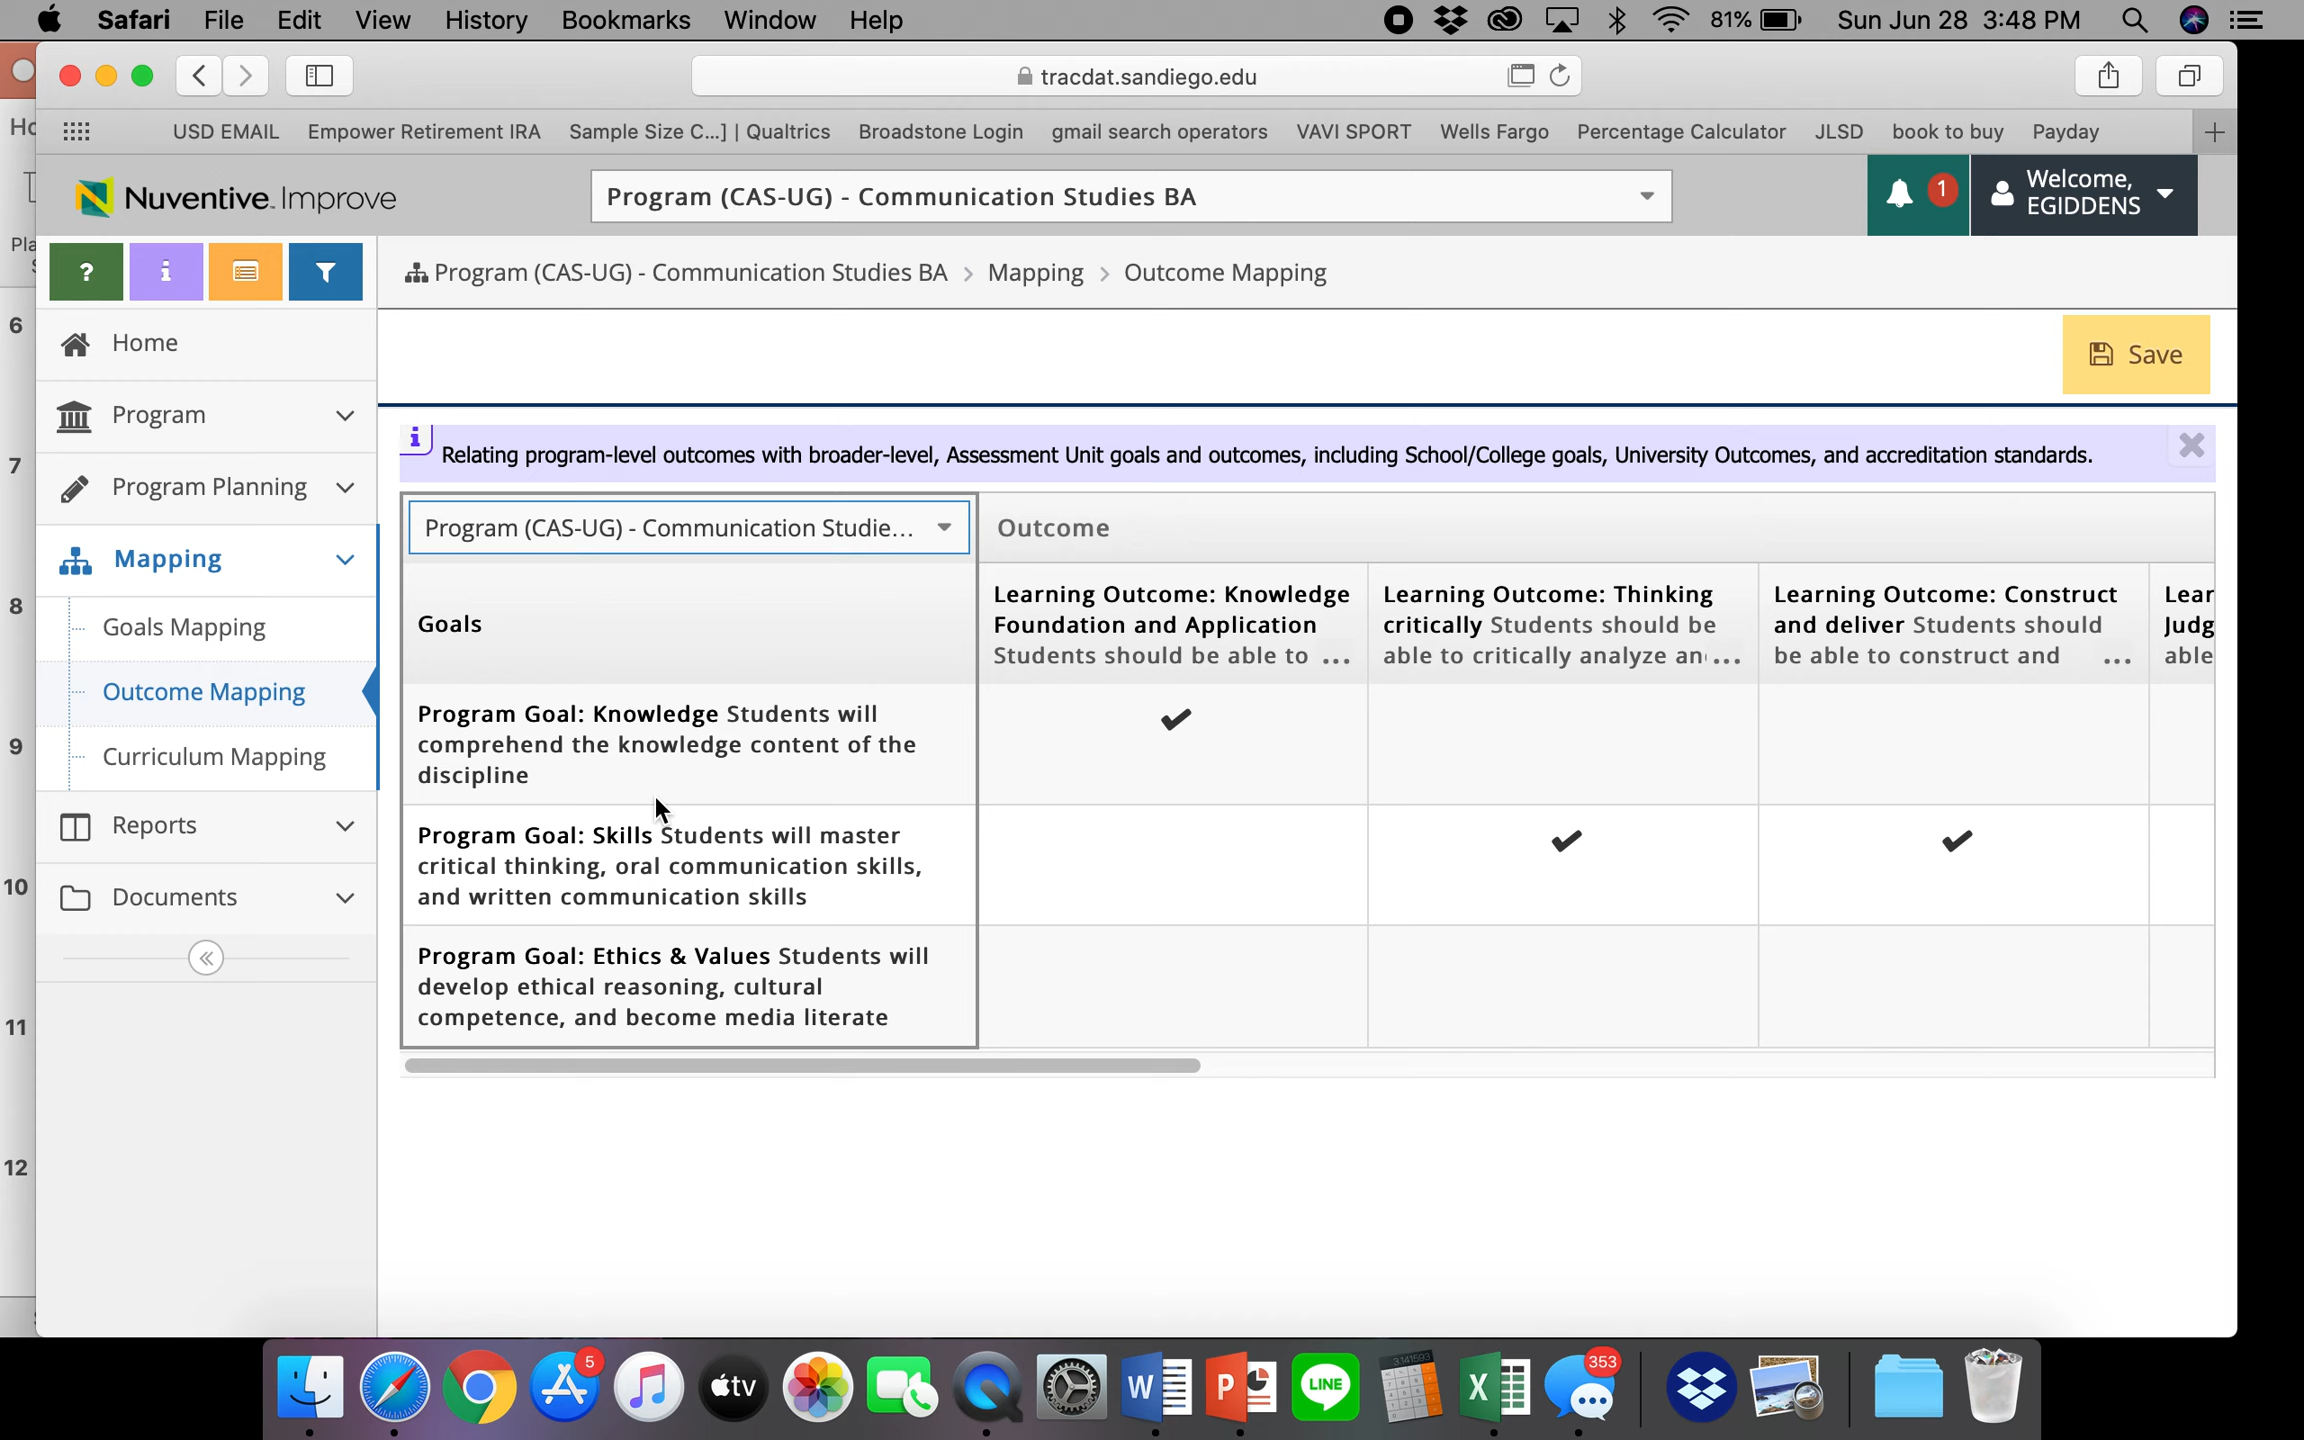 Safari File Edit View History Bookmarks Window Help 81% Sun Jun 28 3:48 PM
tracdat.sandiego.edu
USD EMAIL Empower Retirement IRA Sample Size C...] | Qualtrics Broadstone Login gmail search operators VAVI SPORT Wells Fargo Percentage Calculator JLSD book to buy Payday
Nuventive Improve
Program (CAS-UG) - Communication Studies BA
1
Welcome,
EGIDDENS
? i
Program (CAS-UG) - Communication Studies BA > Mapping > Outcome Mapping
Home
Program
Program Planning
Mapping
Goals Mapping
Outcome Mapping
Curriculum Mapping
Reports
Documents
Save
i
Relating program-level outcomes with broader-level, Assessment Unit goals and outcomes, including School/College goals, University Outcomes, and accreditation standards.
Program (CAS-UG) - Communication Studie...
Outcome
Goals
Learning Outcome: Knowledge
Foundation and Application
Students should be able to ...
Learning Outcome: Thinking
critically Students should be
able to critically analyze an ...
Learning Outcome: Construct
and deliver Students should
be able to construct and ...
Lear
Judg
able
Program Goal: Knowledge Students will
comprehend the knowledge content of the
discipline
Program Goal: Skills Students will master
critical thinking, oral communication skills,
and written communication skills
Program Goal: Ethics & Values Students will
develop ethical reasoning, cultural
competence, and become media literate
Ho
Pla
6
7
8
9
10
11
12
5
tv
W
P
LINE
3.141593
X
353